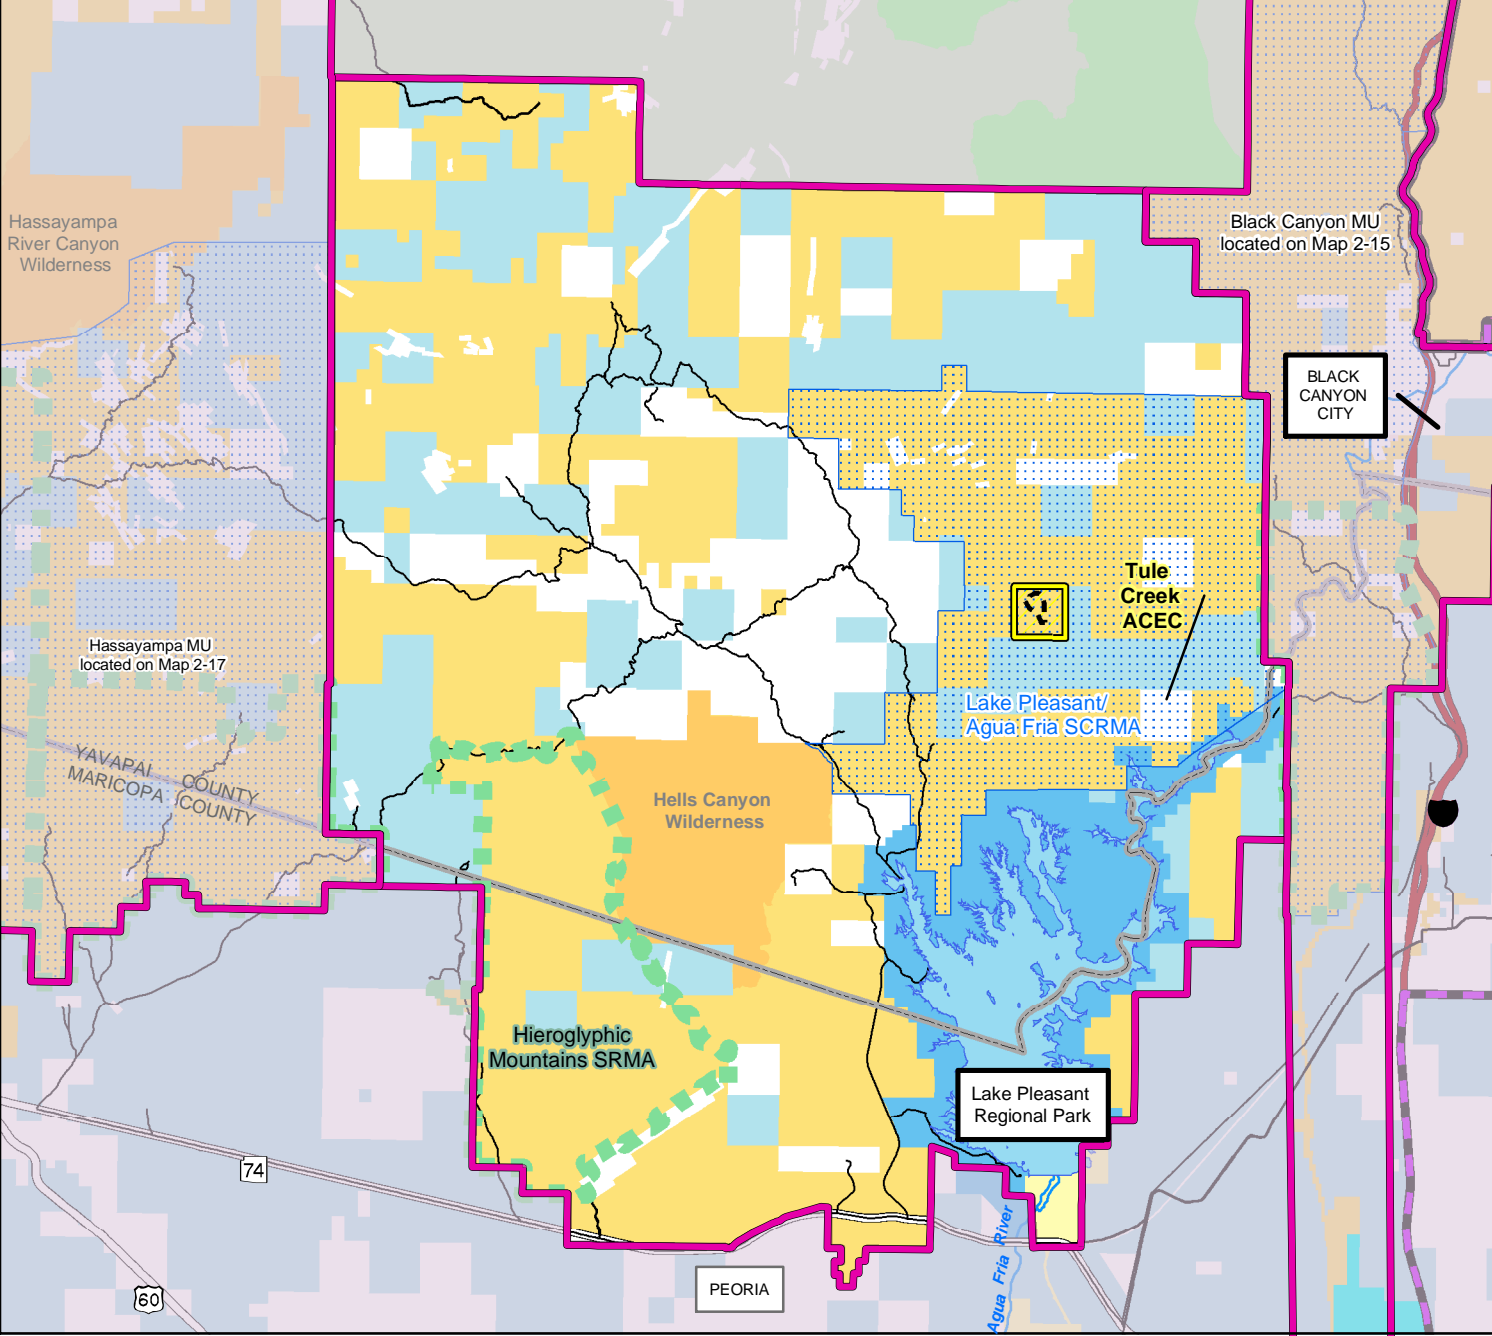 Hassayampa
River Canyon
Wilderness
Black Canyon MU
located on Map 2-15
BLACK
CANYON
CITY
Tule
Creek
ACEC
Hassayampa MU
located on Map 2-17
Lake Pleasant/
Agua Fria SCRMA
YAVAPAI COUNTY
MARICOPA COUNTY
Hells Canyon
Wilderness
Hieroglyphic
Mountains SRMA
Lake Pleasant
Regional Park
74
Agua Fria River
PEORIA
60